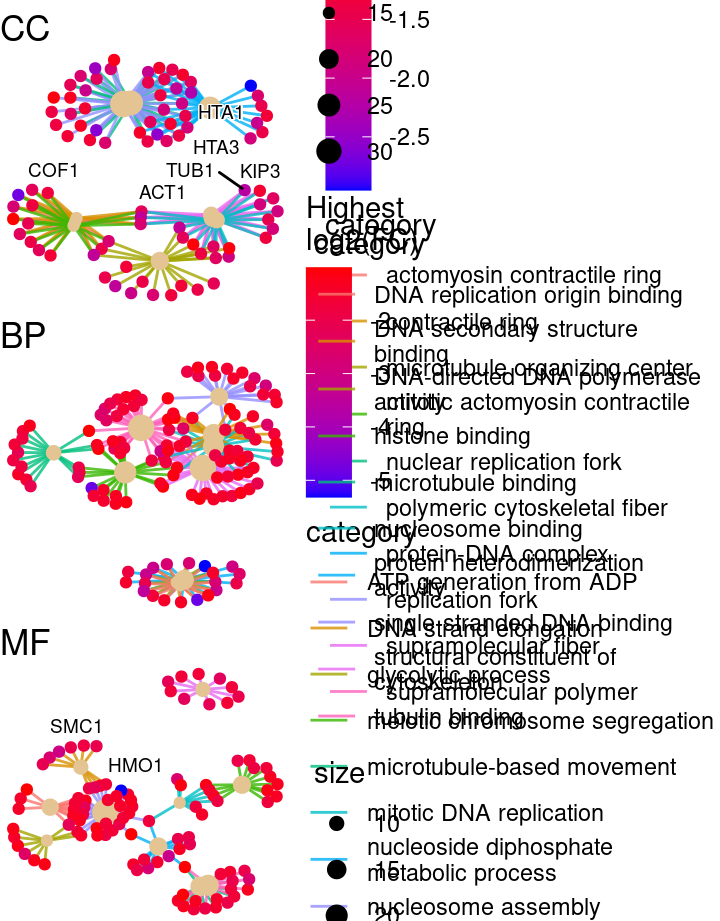 CC
HTA1
HTA3
COF1
TUB1
KIP3
ACT1
BP
MF
SMC1
HMO1
15
20
25
30
-1.5
-2.0
-2.5
Highest
category
category
-2
-3
-4
-5
category
actomyosin contractile ring
contractile ring
microtubule organizing center
mitotic actomyosin contractile
ring
nuclear replication fork
polymeric cytoskeletal fiber
protein-DNA complex
replication fork
supramolecular fiber
supramolecular polymer
DNA replication origin binding
DNA secondary structure
binding
DNA-directed DNA polymerase
activity
histone binding
microtubule binding
nucleosome binding
protein heterodimerization
activity
single-stranded DNA binding
structural constituent of
cytoskeleton
tubulin binding
ATP generation from ADP
DNA strand elongation
glycolytic process
meiotic chromosome segregation
microtubule-based movement
mitotic DNA replication
nucleoside diphosphate
metabolic process
nucleosome assembly
size
10
15
20